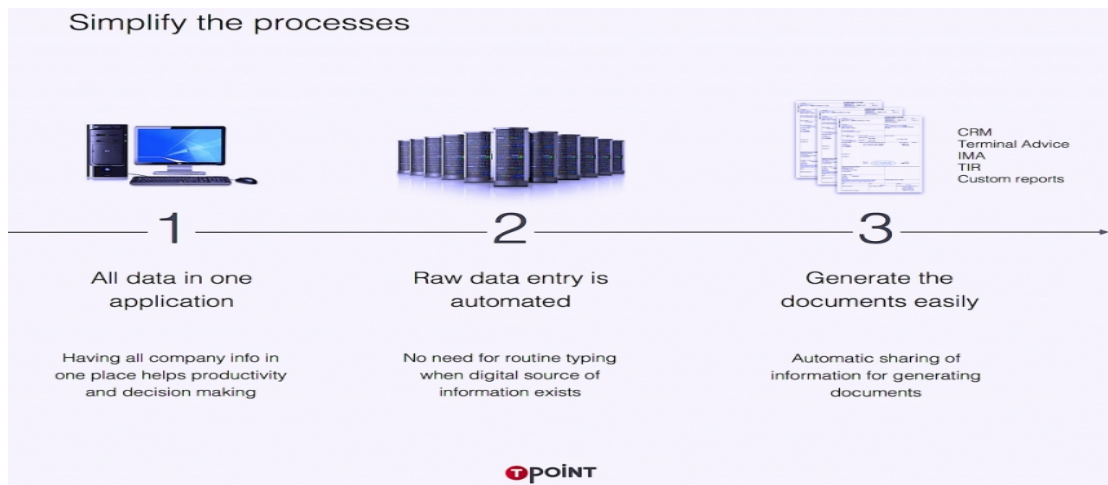 Simplify the processes
CRM
Terminal Advice
IMA
TIR
Custom reports
1
All data in one
application
Having all company info in
one place helps productivity
and decision making
2
Raw data entry is
automated
No need for routine typing
when digital source of
information exists
3
Generate the
documents easily
Automatic sharing of
information for generating
documents
TPOINT